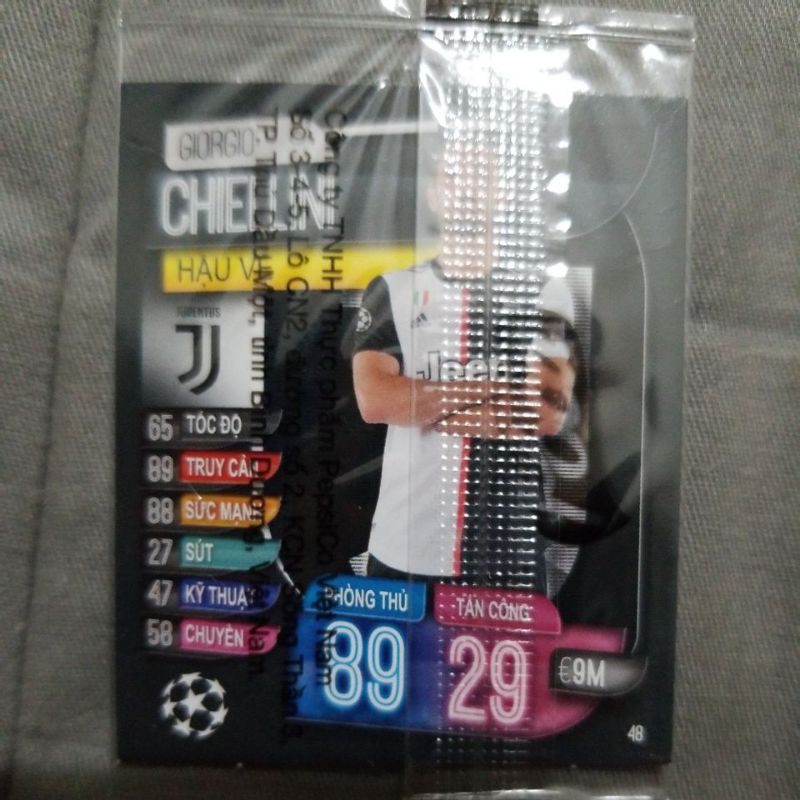 GIORGIO
CHIELLINI
HẬU VỆ
JUVENTUS
Jeep
65 TỐC ĐỘ
89 TRUY CẢN
88 SỨC MẠNH
27 SÚT
47 KỸ THUẬT
58 CHUYỀN
PHÒNG THỦ
89
TẤN CÔNG
29
€9M
48
Công ty TNHH Thực phẩm PepsiCo Việt Nam
Số 3-4-5, Lô CN2, đường số 2, KCN Sóng Thần 3,
TP. Thủ Dầu Một, tỉnh Bình Dương, Việt Nam